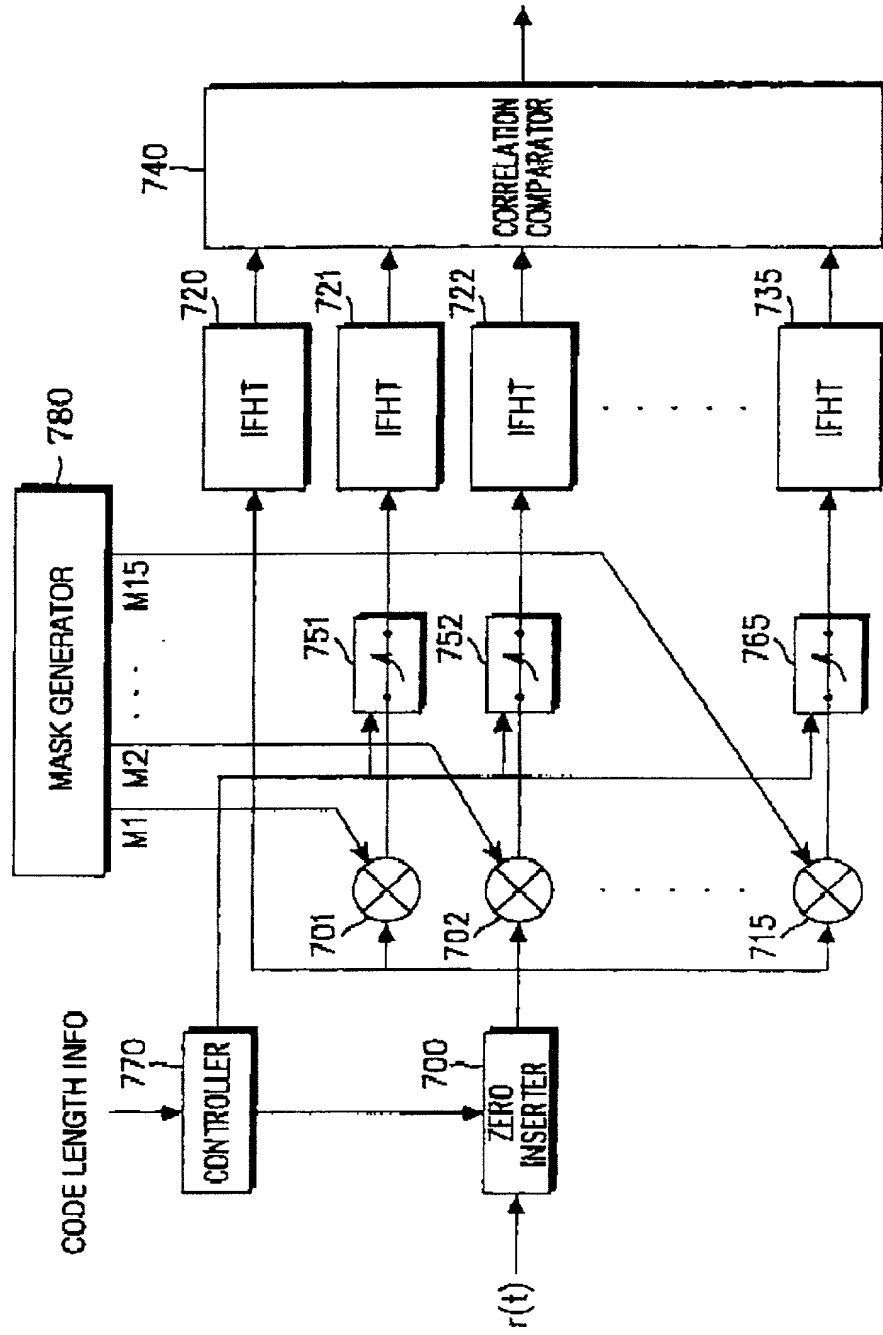 MASK GENERATOR
780
M1
M2
. . .
M15
CODE LENGTH INFO
770
CONTROLLER
r(t)
700
ZERO
INSERTER
701
702
715
751
752
765
720
IFHT
721
IFHT
722
IFHT
735
IFHT
740
CORRELATION
COMPARATOR